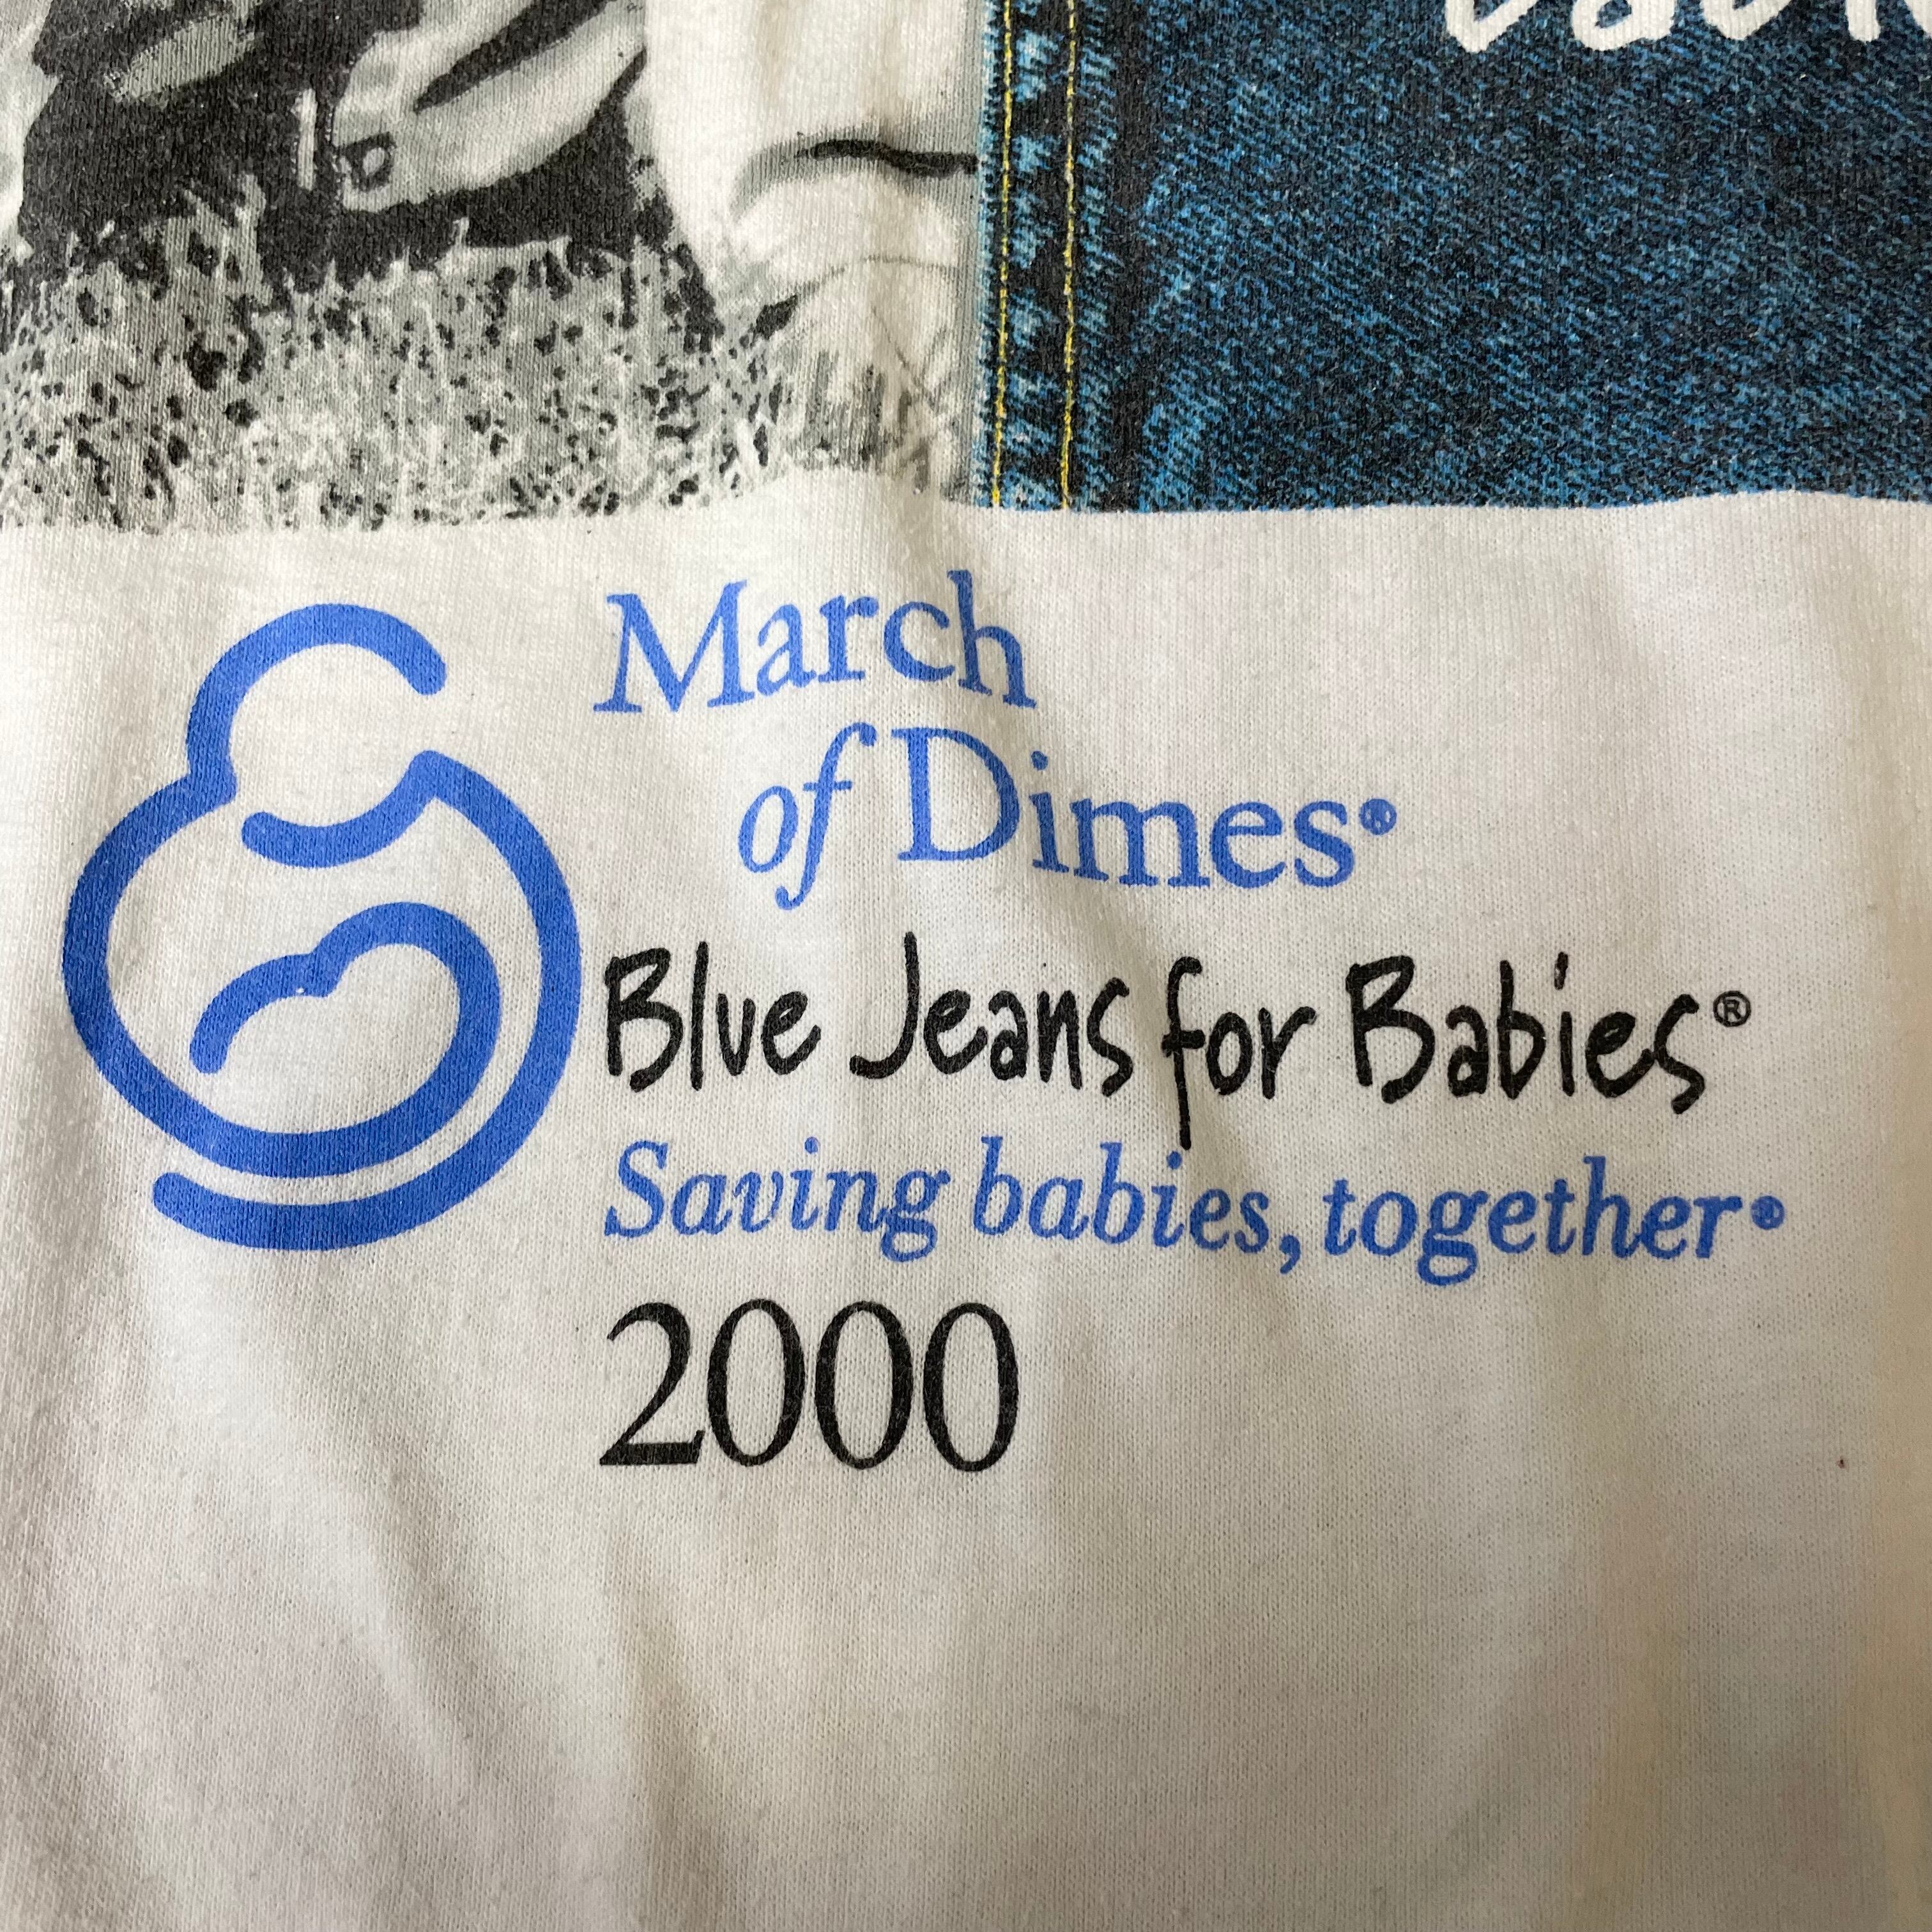 March
of Dimes®
Blue Jeans for Babies®
Saving babies, together®
2000